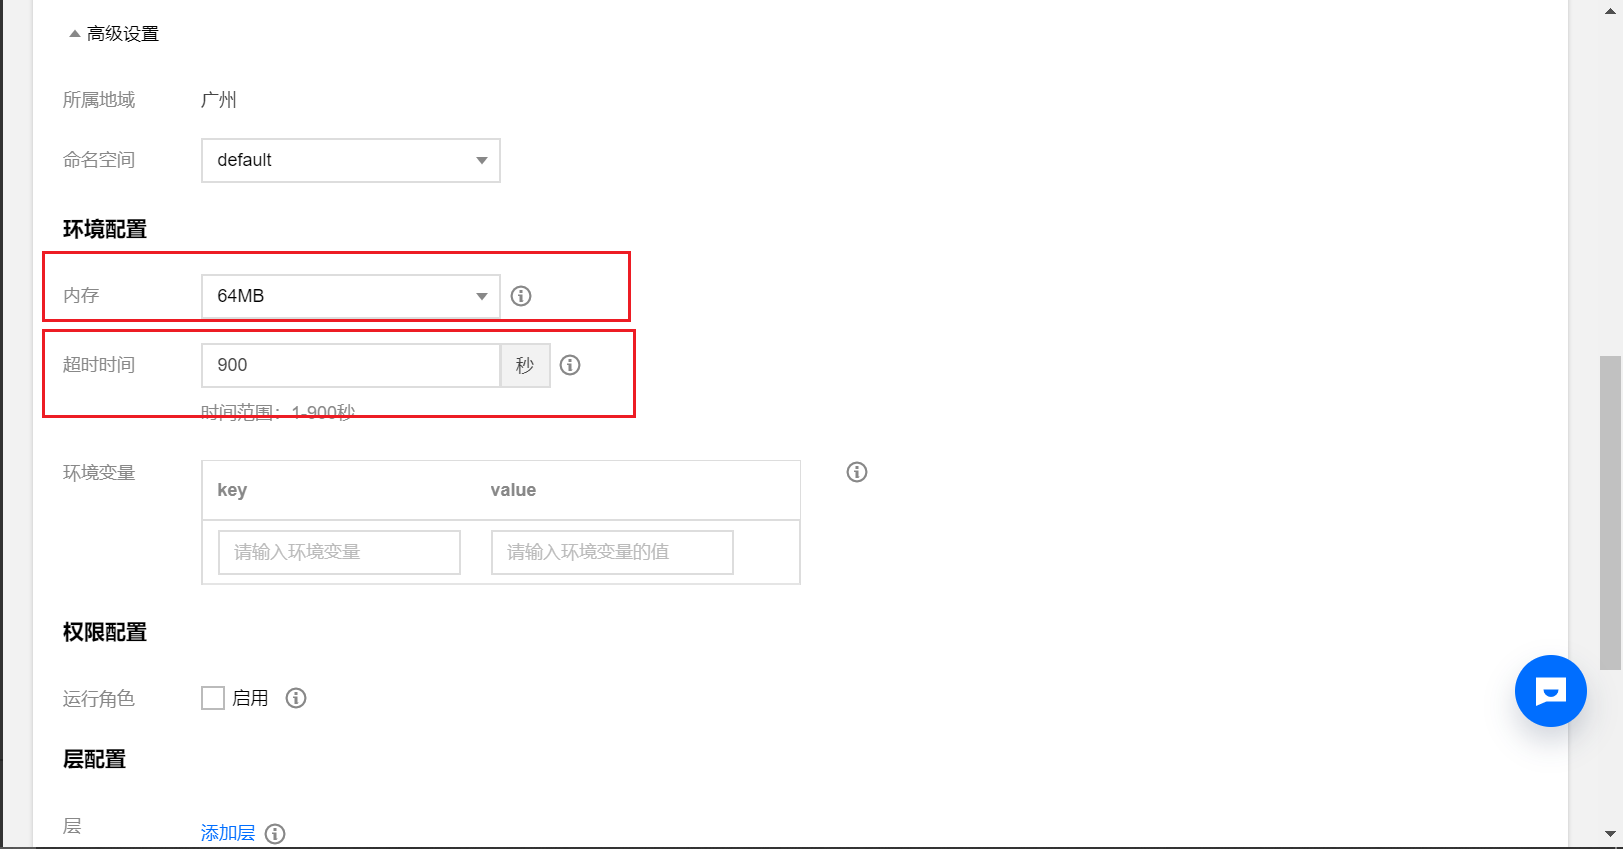 高级设置
所属地域 广州
命名空间 default
环境配置
内存 64MB
超时时间 900 秒
时间范围：1-900秒
环境变量
key value
请输入环境变量 请输入环境变量的值
权限配置
运行角色 启用
层配置
层 添加层